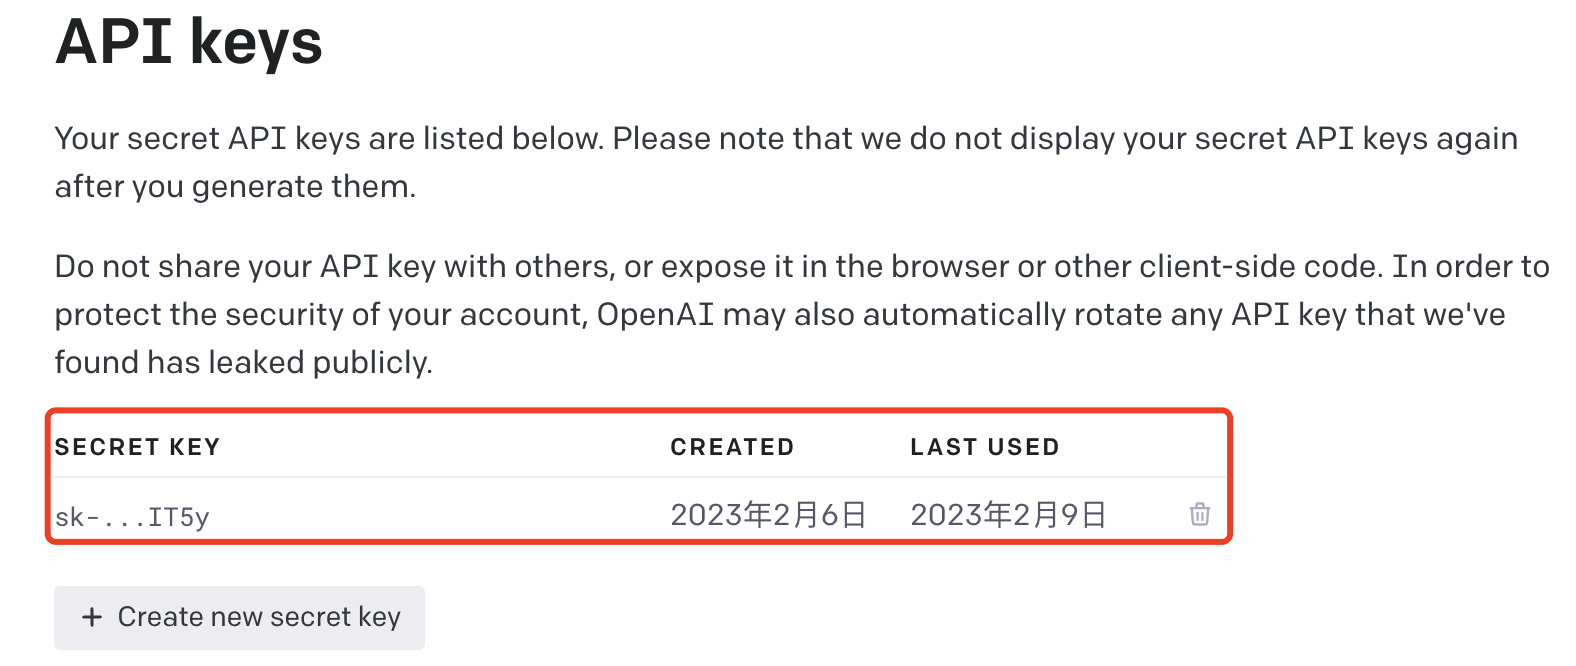 API keys
Your secret API keys are listed below. Please note that we do not display your secret API keys again
after you generate them.
Do not share your API key with others, or expose it in the browser or other client-side code. In order to
protect the security of your account, OpenAI may also automatically rotate any API key that we've
found has leaked publicly.
SECRET KEY CREATED LAST USED
sk-...IT5y 2023年2月6日 2023年2月9日
+ Create new secret key